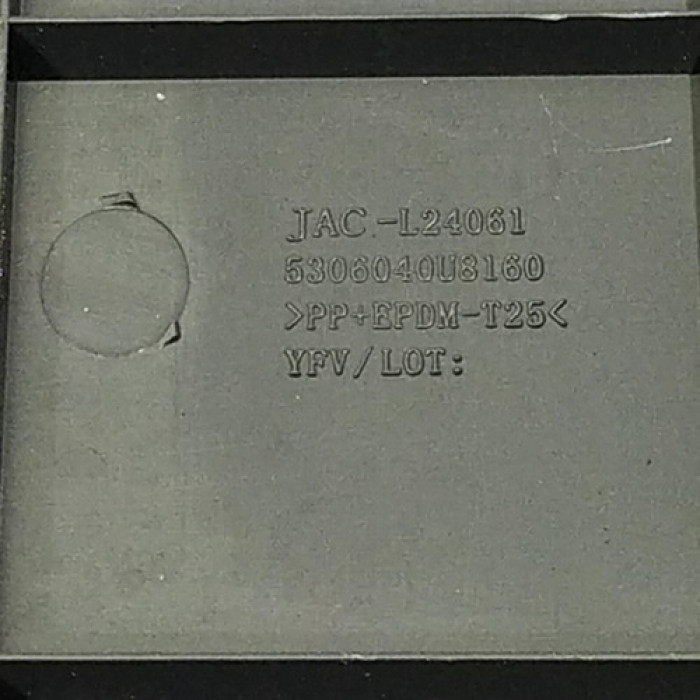 JAC-L24061
5306040U8160
>PP+EPDM-T25<
YFV/LOT: